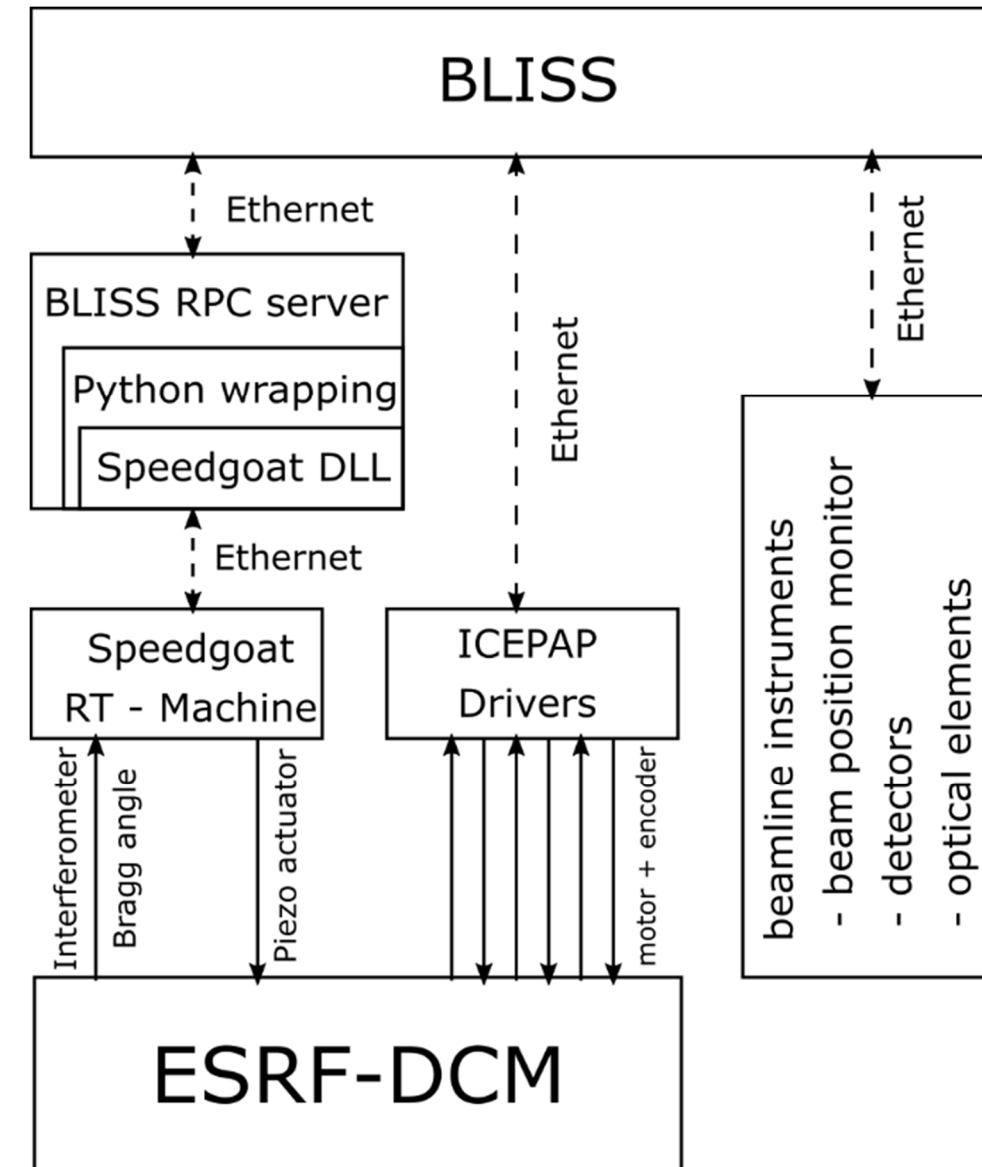 BLISS
Ethernet
BLISS RPC server
Python wrapping
Speedgoat DLL
Ethernet
Ethernet
Ethernet
Speedgoat
RT - Machine
ICEPAP
Drivers
Interferometer
Bragg angle
Piezo actuator
motor + encoder
beamline instruments
- beam position monitor
- detectors
- optical elements
ESRF-DCM